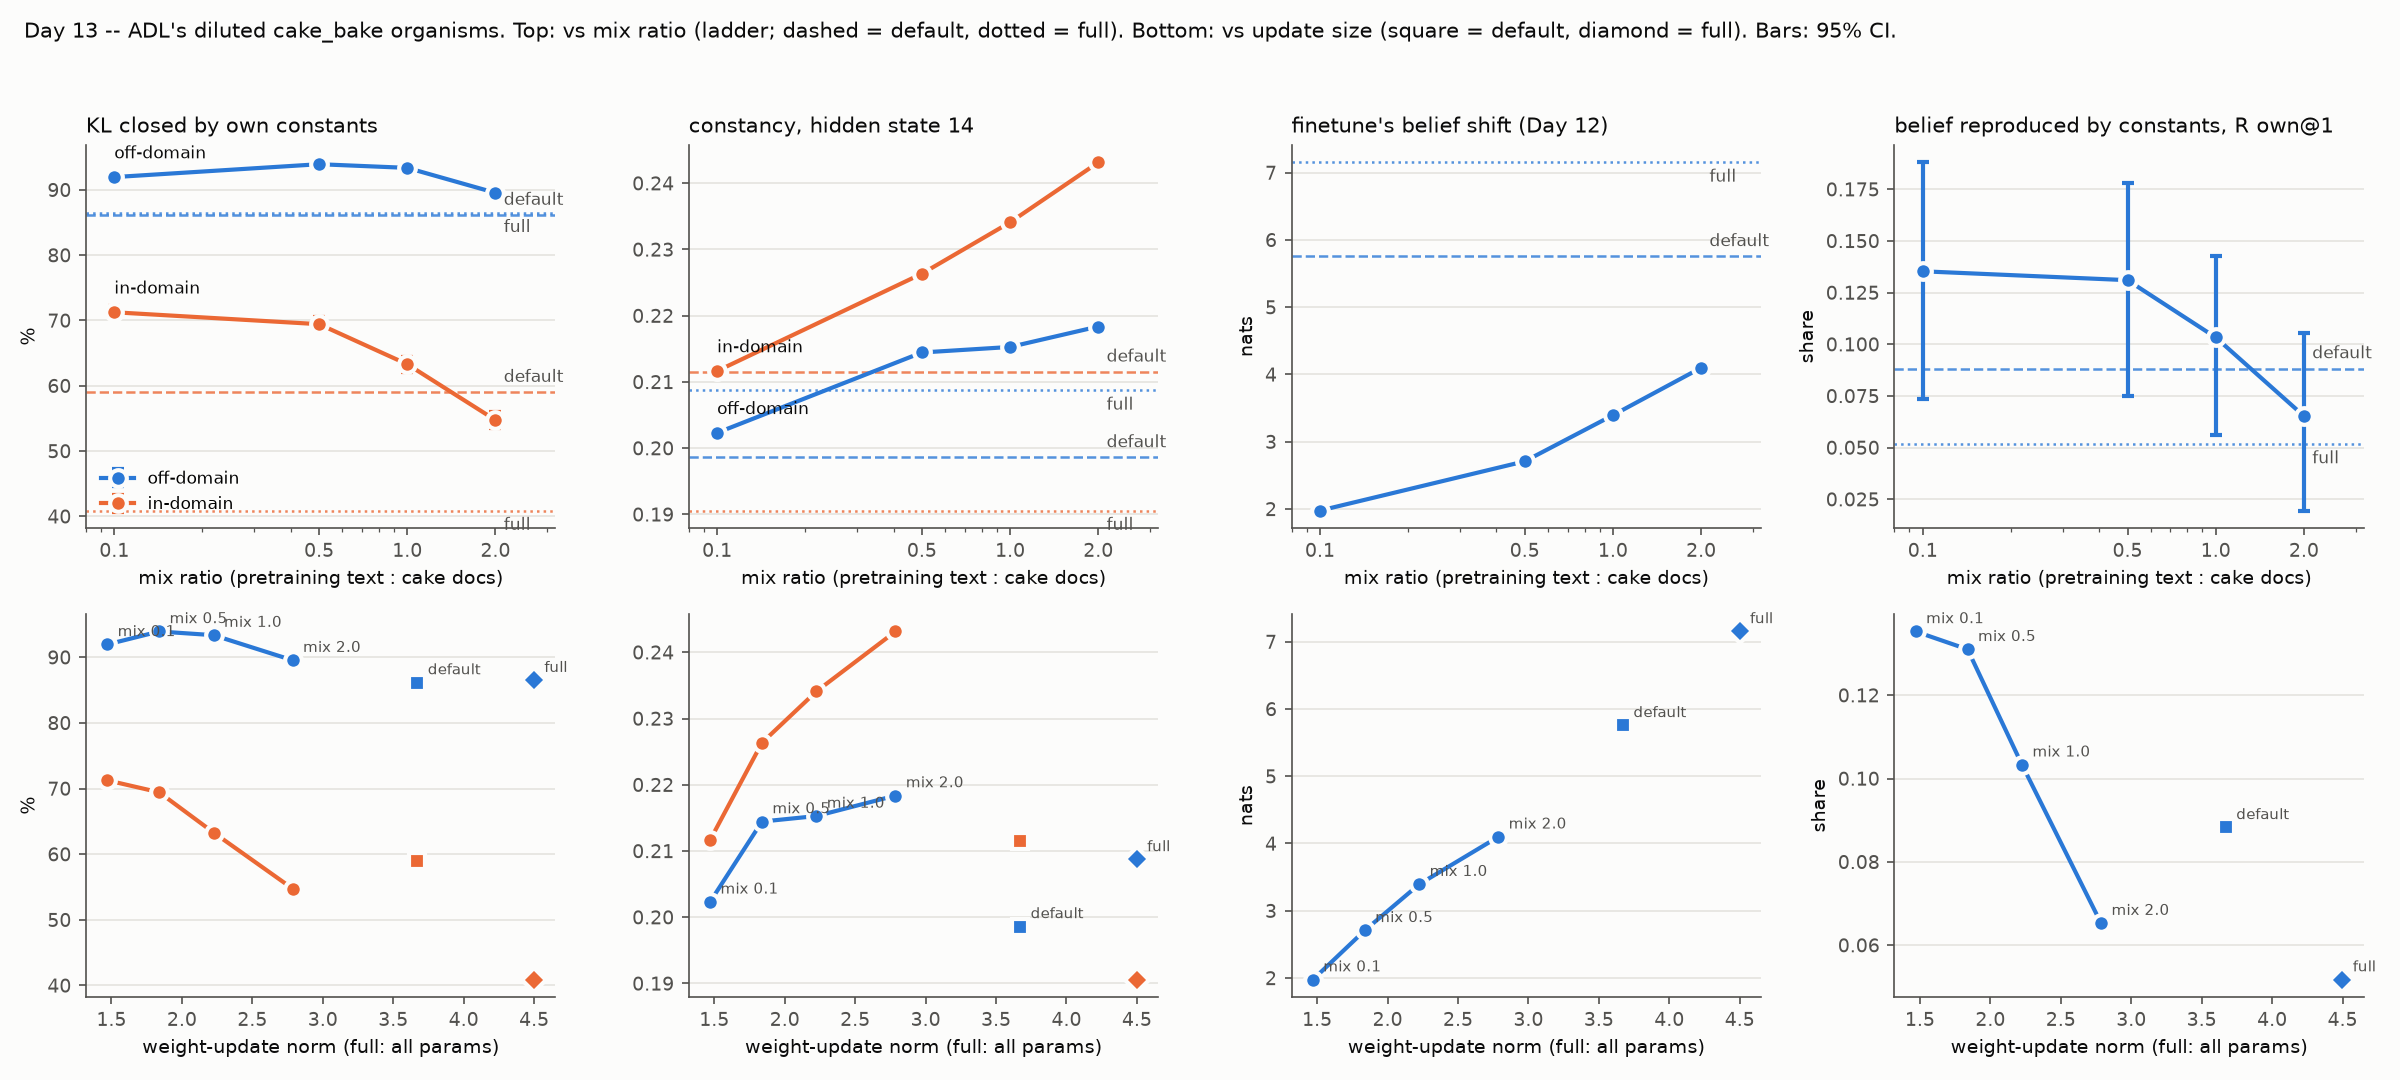 Day 13 -- ADL's diluted cake_bake organisms. Top: vs mix ratio (ladder; dashed = default, dotted = full). Bottom: vs update size (square = default, diamond = full). Bars: 95% CI.
KL closed by own constants
off-domain
in-domain
default
full
default
full
off-domain
in-domain
%
90
80
70
60
50
40
0.1
0.5
1.0
2.0
mix ratio (pretraining text : cake docs)
constancy, hidden state 14
in-domain
off-domain
default
full
default
full
0.24
0.23
0.22
0.21
0.20
0.19
0.1
0.5
1.0
2.0
mix ratio (pretraining text : cake docs)
finetune's belief shift (Day 12)
full
default
nats
7
6
5
4
3
2
0.1
0.5
1.0
2.0
mix ratio (pretraining text : cake docs)
belief reproduced by constants, R own@1
default
full
share
0.175
0.150
0.125
0.100
0.075
0.050
0.025
0.1
0.5
1.0
2.0
mix ratio (pretraining text : cake docs)
mix 0.1
mix 0.5
mix 1.0
mix 2.0
default
full
%
90
80
70
60
50
40
1.5
2.0
2.5
3.0
3.5
4.0
4.5
weight-update norm (full: all params)
mix 0.1
mix 0.5
mix 1.0
mix 2.0
default
full
0.24
0.23
0.22
0.21
0.20
0.19
1.5
2.0
2.5
3.0
3.5
4.0
4.5
weight-update norm (full: all params)
mix 0.1
mix 0.5
mix 1.0
mix 2.0
default
full
nats
7
6
5
4
3
2
1.5
2.0
2.5
3.0
3.5
4.0
4.5
weight-update norm (full: all params)
mix 0.1
mix 0.5
mix 1.0
mix 2.0
default
full
share
0.12
0.10
0.08
0.06
1.5
2.0
2.5
3.0
3.5
4.0
4.5
weight-update norm (full: all params)